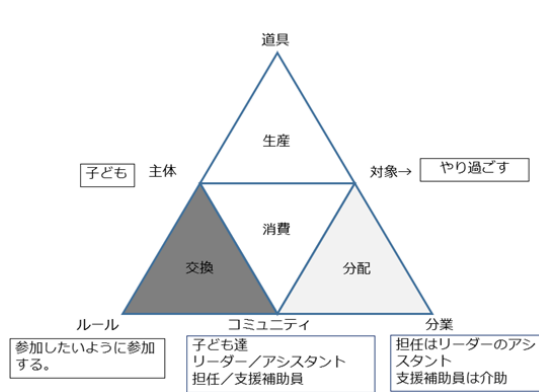 道具
生産
子ども
主体
対象→
やり過ごす
消費
交換
分配
ルール
コミュニティ
分業
参加したいように参加
する。
子ども達
リーダー／アシスタント
担任／支援補助員
担任はリーダーのアシ
スタント
支援補助員は介助